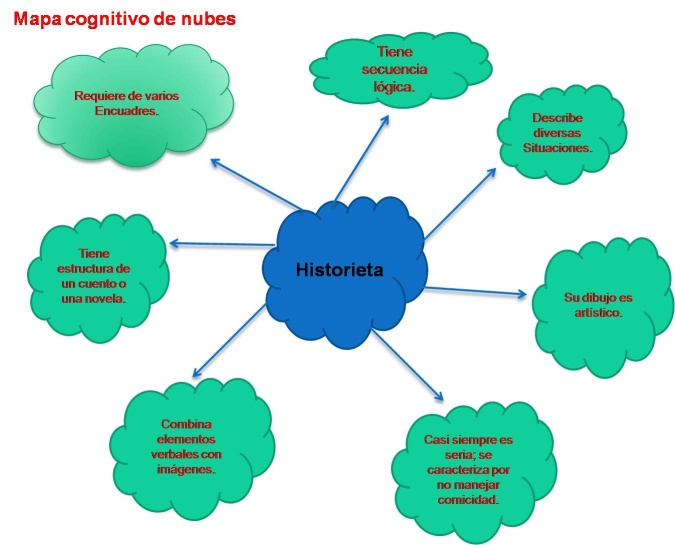 Mapa cognitivo de nubes
Requiere de varios
Encuadres.
Tiene
secuencia
lógica.
Describe
diversas
Situaciones.
Tiene
estructura de
un cuento o
una novela.
Historieta
Su dibujo es
artístico.
Combina
elementos
verbales con
imágenes.
Casi siempre es
seria; se
caracteriza por
no manejar
comicidad.